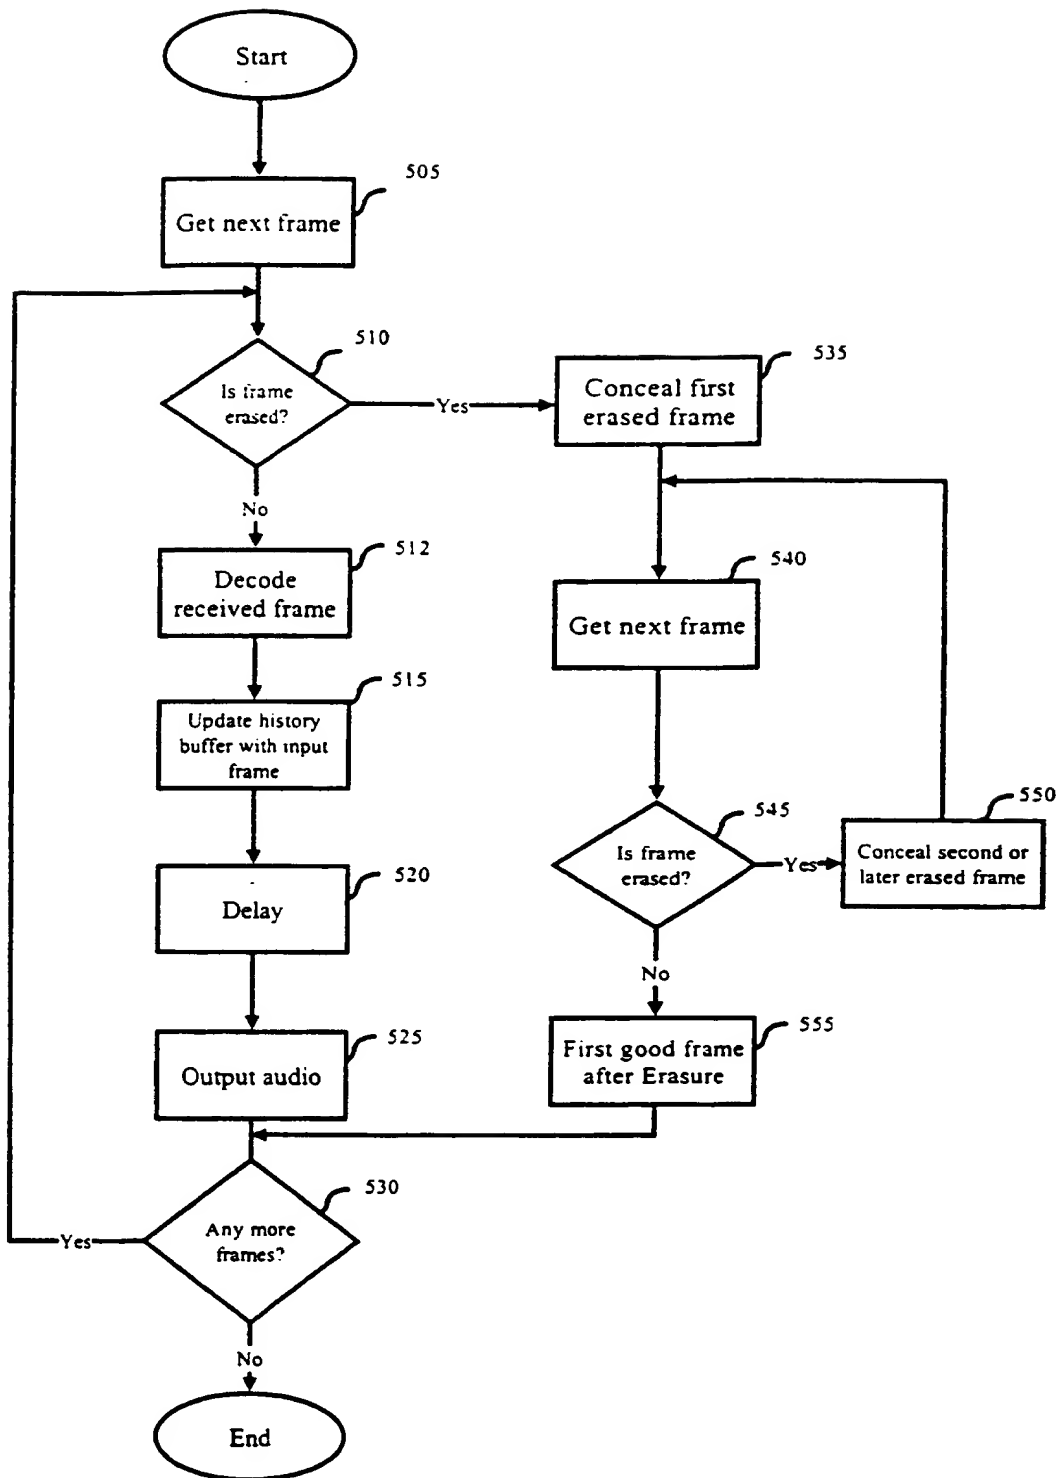 Start
505
Get next frame
510
Is frame
erased?
Yes
535
Conceal first
erased frame
No
512
Decode
received frame
540
Get next frame
515
Update history
buffer with input
frame
545
Is frame
erased?
Yes
550
Conceal second or
later erased frame
520
Delay
No
525
Output audio
555
First good frame
after Erasure
530
Any more
frames?
Yes
No
End